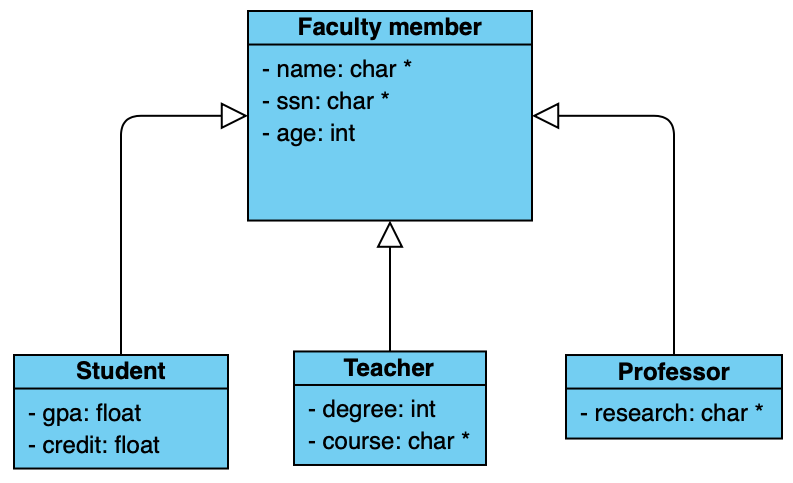 Faculty member
- name: char *
- ssn: char *
- age: int
Student
- gpa: float
- credit: float
Teacher
- degree: int
- course: char *
Professor
- research: char *